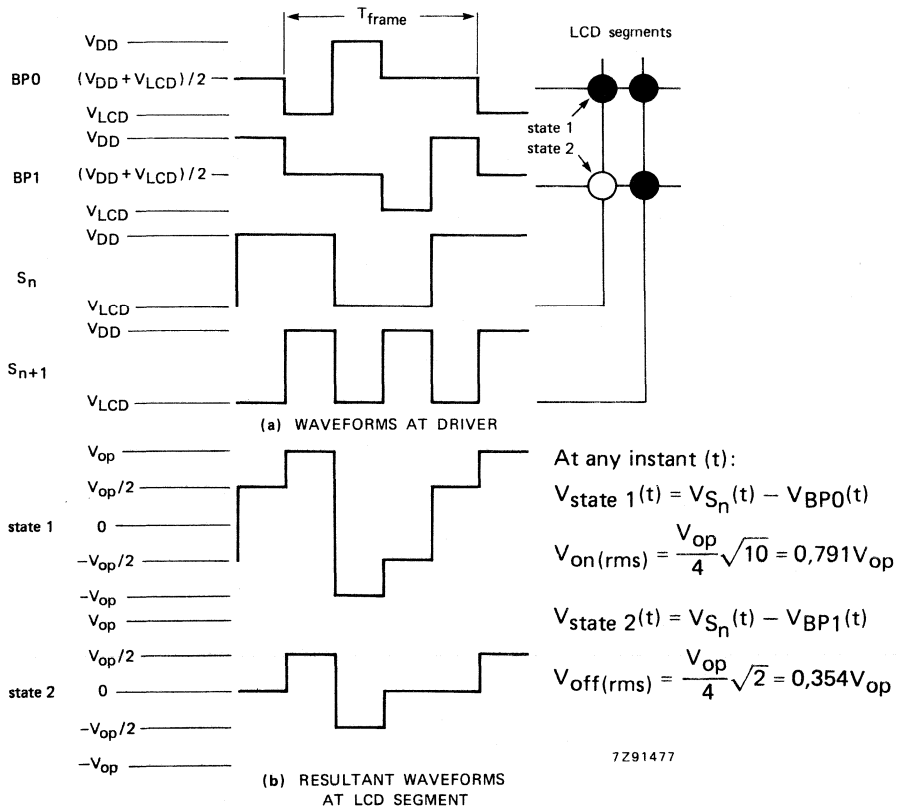 T_frame
LCD segments
BP0
V_DD
(V_DD + V_LCD)/2
V_LCD
state 1
state 2
BP1
V_DD
(V_DD + V_LCD)/2
V_LCD
S_n
V_DD
V_LCD
S_n+1
V_DD
V_LCD
(a) WAVEFORMS AT DRIVER
state 1
V_op
V_op/2
0
−V_op/2
−V_op
state 2
V_op
V_op/2
0
−V_op/2
−V_op
(b) RESULTANT WAVEFORMS
AT LCD SEGMENT
At any instant (t):
V_state 1(t) = V_S_n(t) − V_BP0(t)
V_on(rms) = V_op/4 √10 = 0,791V_op
V_state 2(t) = V_S_n(t) − V_BP1(t)
V_off(rms) = V_op/4 √2 = 0,354V_op
7Z91477